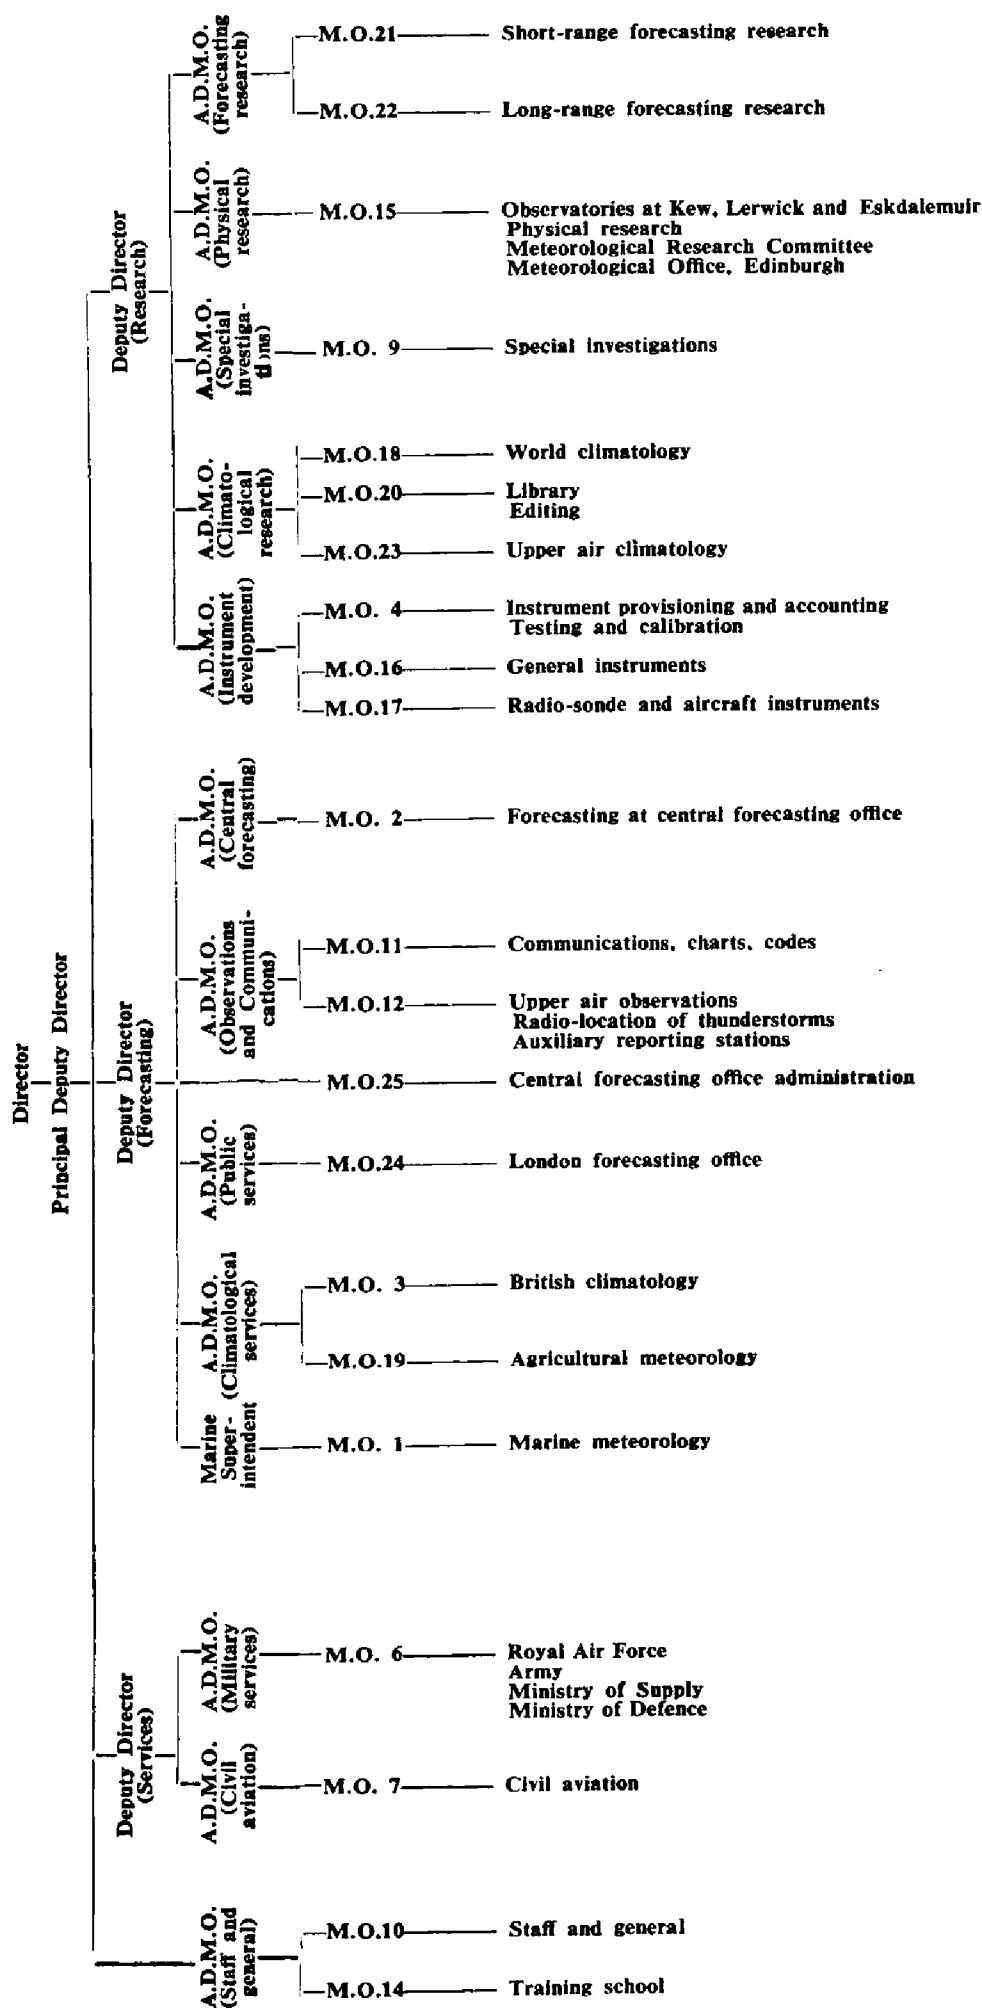 Director
Principal Deputy Director
Deputy Director
(Research)
A.D.M.O.
(Forecasting
research)
M.O.21
Short-range forecasting research
M.O.22
Long-range forecasting research
A.D.M.O.
(Physical
research)
M.O.15
Observatories at Kew, Lerwick and Eskdalemuir
Physical research
Meteorological Research Committee
Meteorological Office, Edinburgh
A.D.M.O.
(Special
investiga-
tions)
M.O. 9
Special investigations
A.D.M.O.
(Climato-
logical
research)
M.O.18
World climatology
M.O.20
Library
Editing
M.O.23
Upper air climatology
A.D.M.O.
(Instrument
development)
M.O. 4
Instrument provisioning and accounting
Testing and calibration
M.O.16
General instruments
M.O.17
Radio-sonde and aircraft instruments
Deputy Director
(Forecasting)
A.D.M.O.
(Central
forecasting)
M.O. 2
Forecasting at central forecasting office
A.D.M.O.
(Observations
and Communi-
cations)
M.O.11
Communications, charts, codes
M.O.12
Upper air observations
Radio-location of thunderstorms
Auxiliary reporting stations
M.O.25
Central forecasting office administration
A.D.M.O.
(Public
services)
M.O.24
London forecasting office
A.D.M.O.
(Climatological
services)
M.O. 3
British climatology
M.O.19
Agricultural meteorology
Marine
Super-
intendent
M.O. 1
Marine meteorology
Deputy Director
(Services)
A.D.M.O.
(Military
services)
M.O. 6
Royal Air Force
Army
Ministry of Supply
Ministry of Defence
A.D.M.O.
(Civil
aviation)
M.O. 7
Civil aviation
A.D.M.O.
(Staff and
general)
M.O.10
Staff and general
M.O.14
Training school